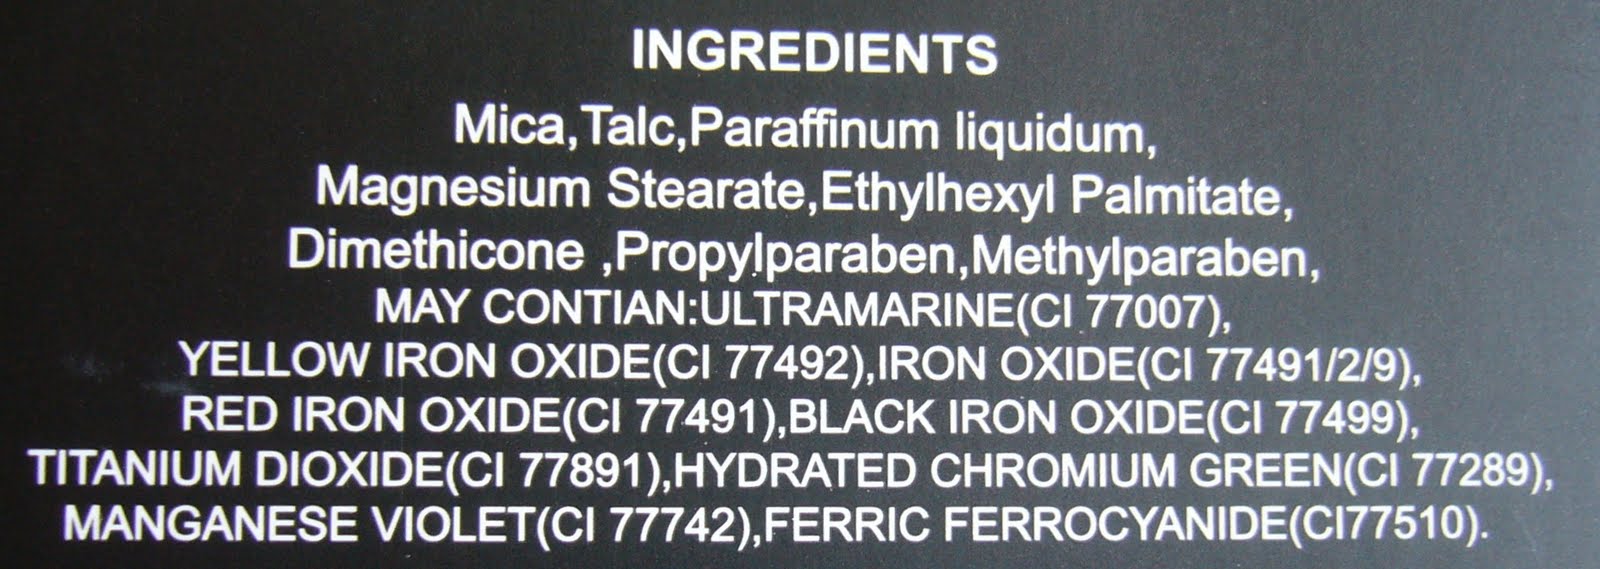 INGREDIENTS
Mica,Talc,Paraffinum liquidum,
Magnesium Stearate,Ethylhexyl Palmitate,
Dimethicone ,Propylparaben,Methylparaben,
MAY CONTIAN:ULTRAMARINE(CI 77007),
YELLOW IRON OXIDE(CI 77492),IRON OXIDE(CI 77491/2/9),
RED IRON OXIDE(CI 77491),BLACK IRON OXIDE(CI 77499),
TITANIUM DIOXIDE(CI 77891),HYDRATED CHROMIUM GREEN(CI 77289),
MANGANESE VIOLET(CI 77742),FERRIC FERROCYANIDE(CI77510).